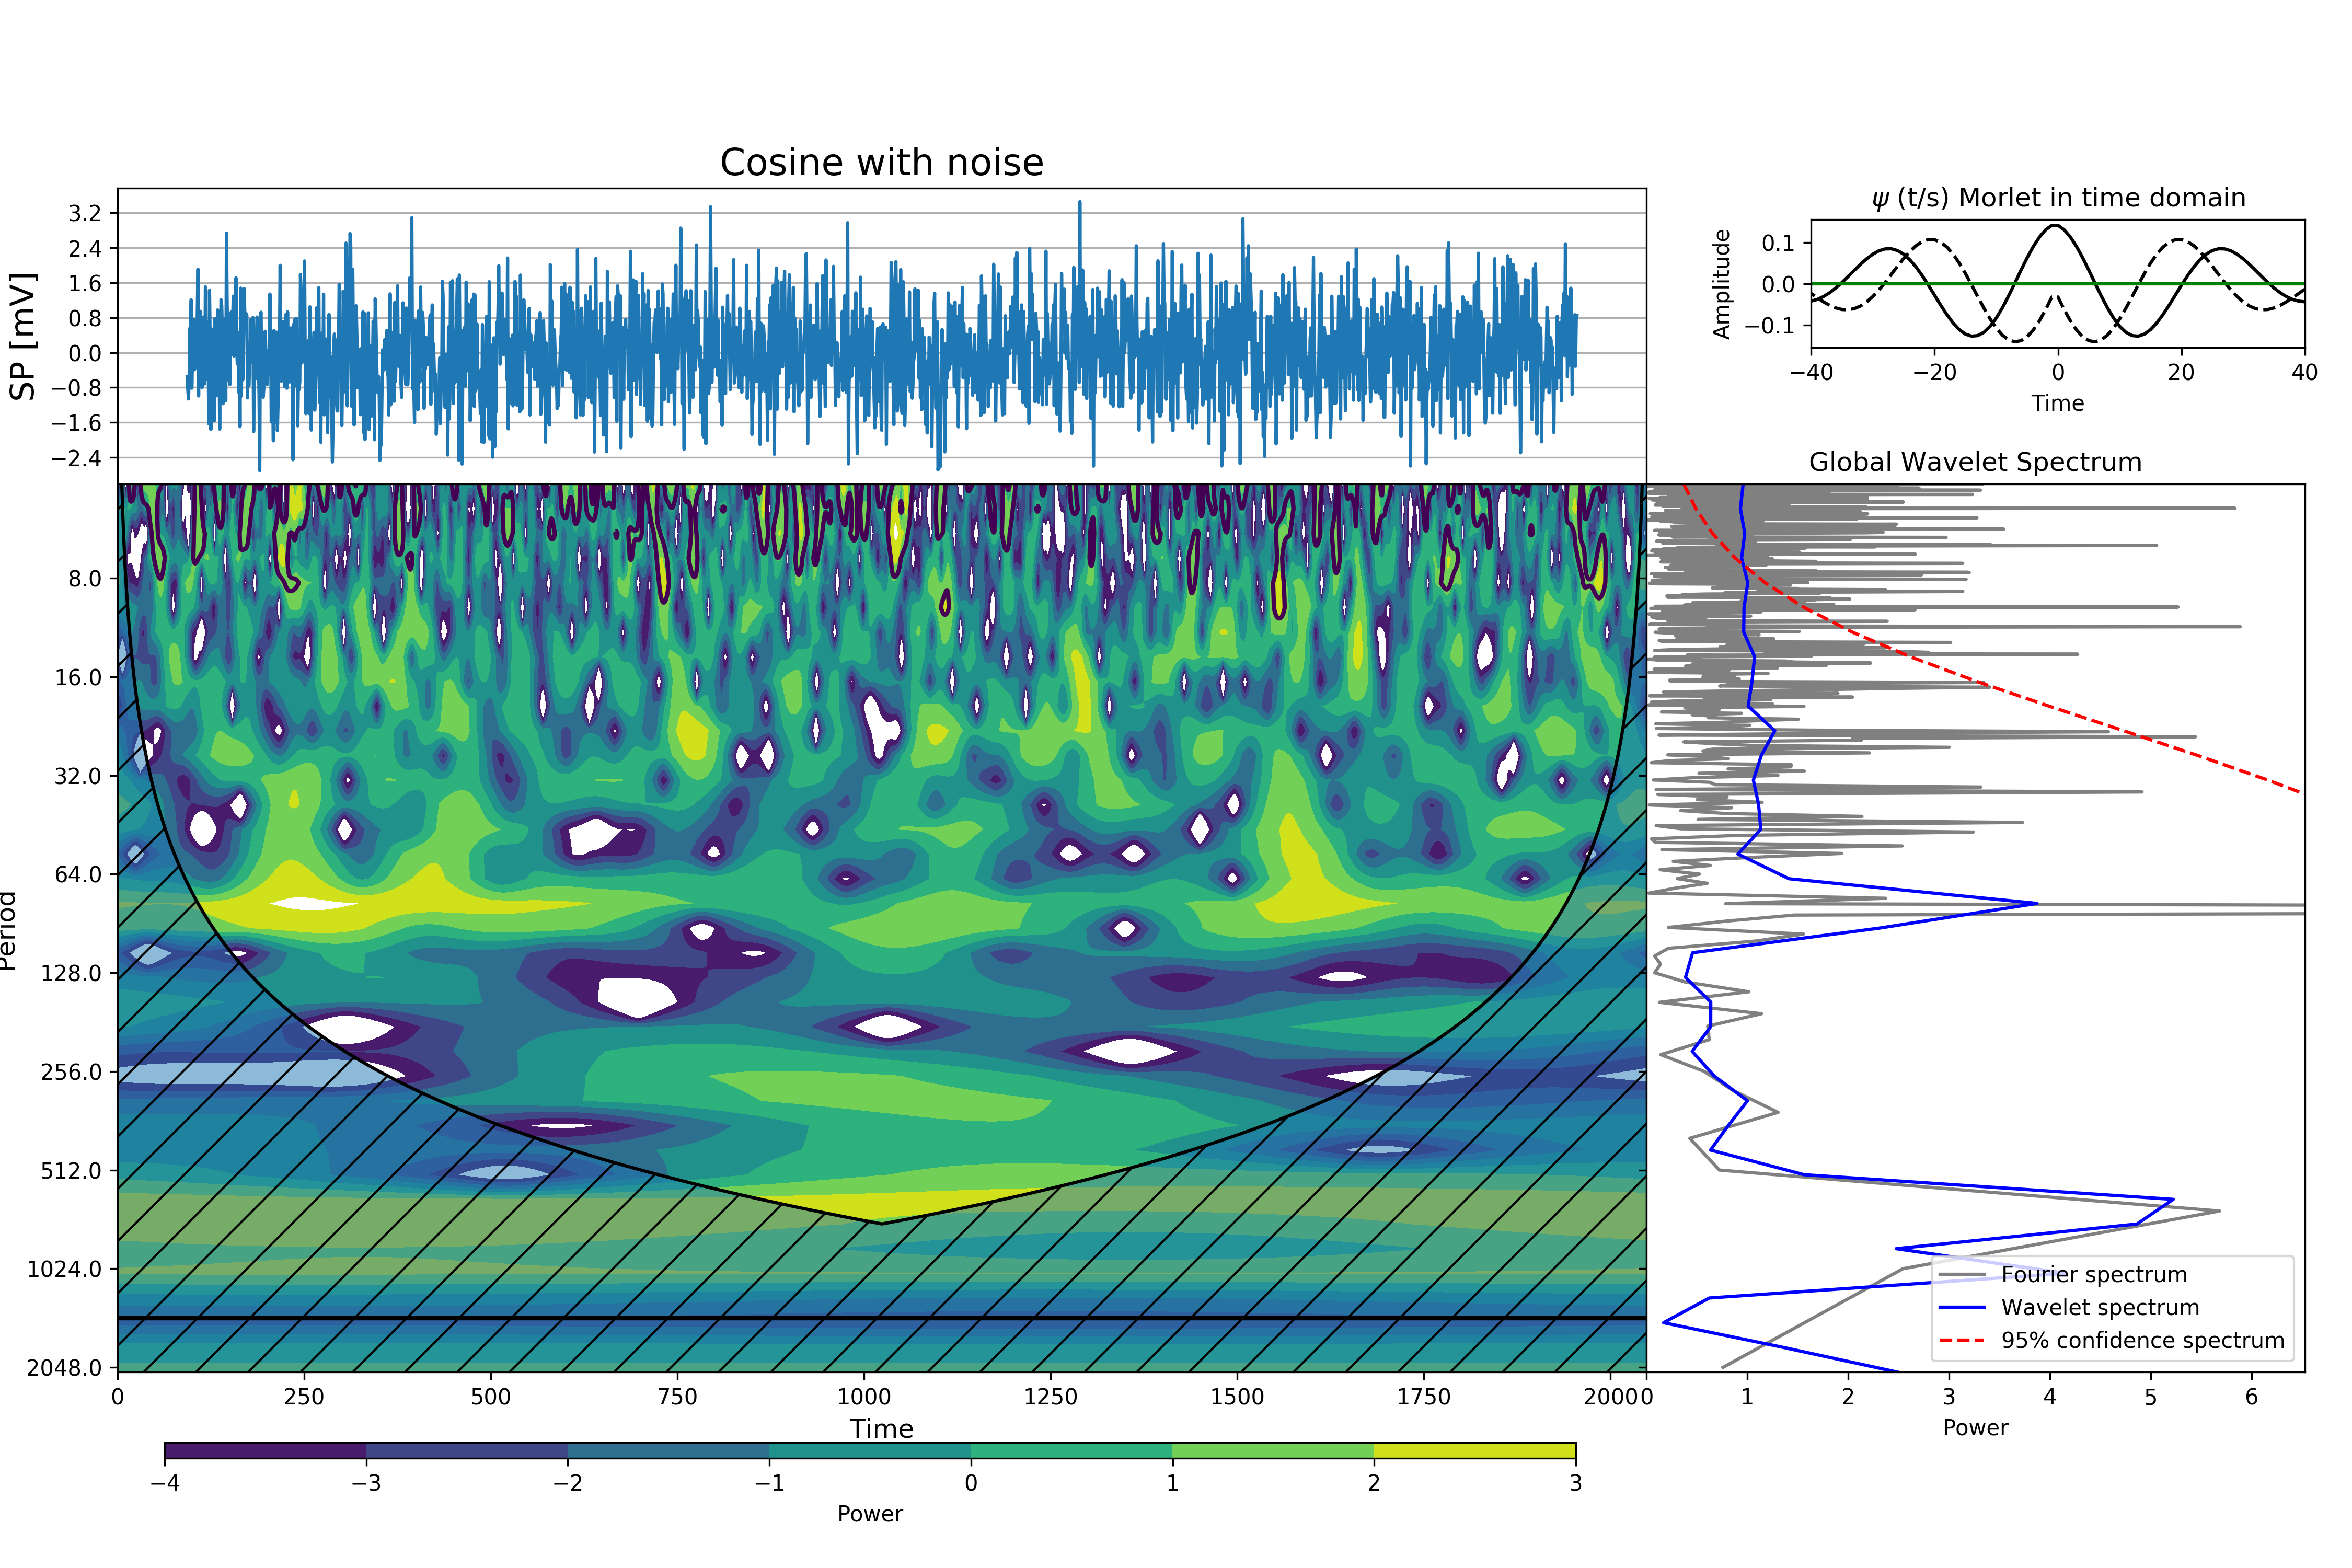 Cosine with noise
SP [mV]
3.2
2.4
1.6
0.8
0.0
−0.8
−1.6
−2.4
ψ (t/s) Morlet in time domain
Amplitude
0.1
0.0
−0.1
−40 −20 0 20 40
Time
Period
8.0
16.0
32.0
64.0
128.0
256.0
512.0
1024.0
2048.0
0 250 500 750 1000 1250 1500 1750 2000
Time
Global Wavelet Spectrum
Fourier spectrum
Wavelet spectrum
95% confidence spectrum
0 1 2 3 4 5 6
Power
−4 −3 −2 −1 0 1 2 3
Power